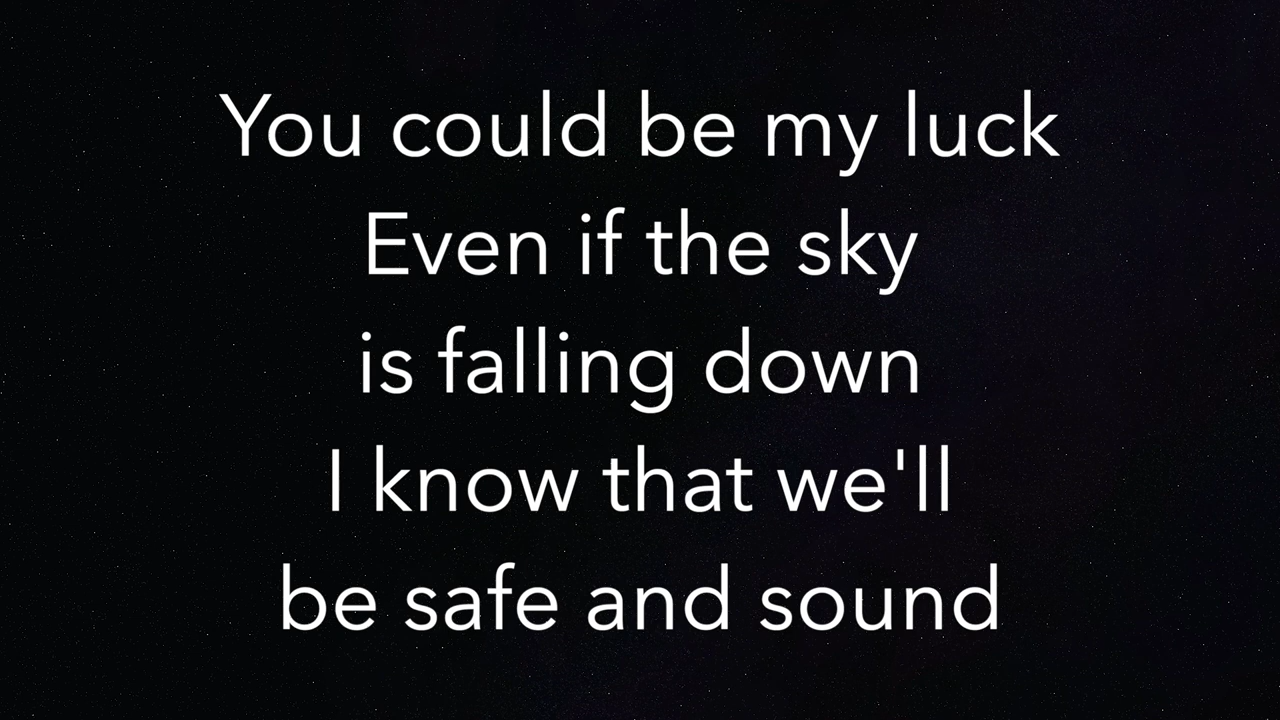 You could be my luck
Even if the sky
is falling down
I know that we'll
be safe and sound